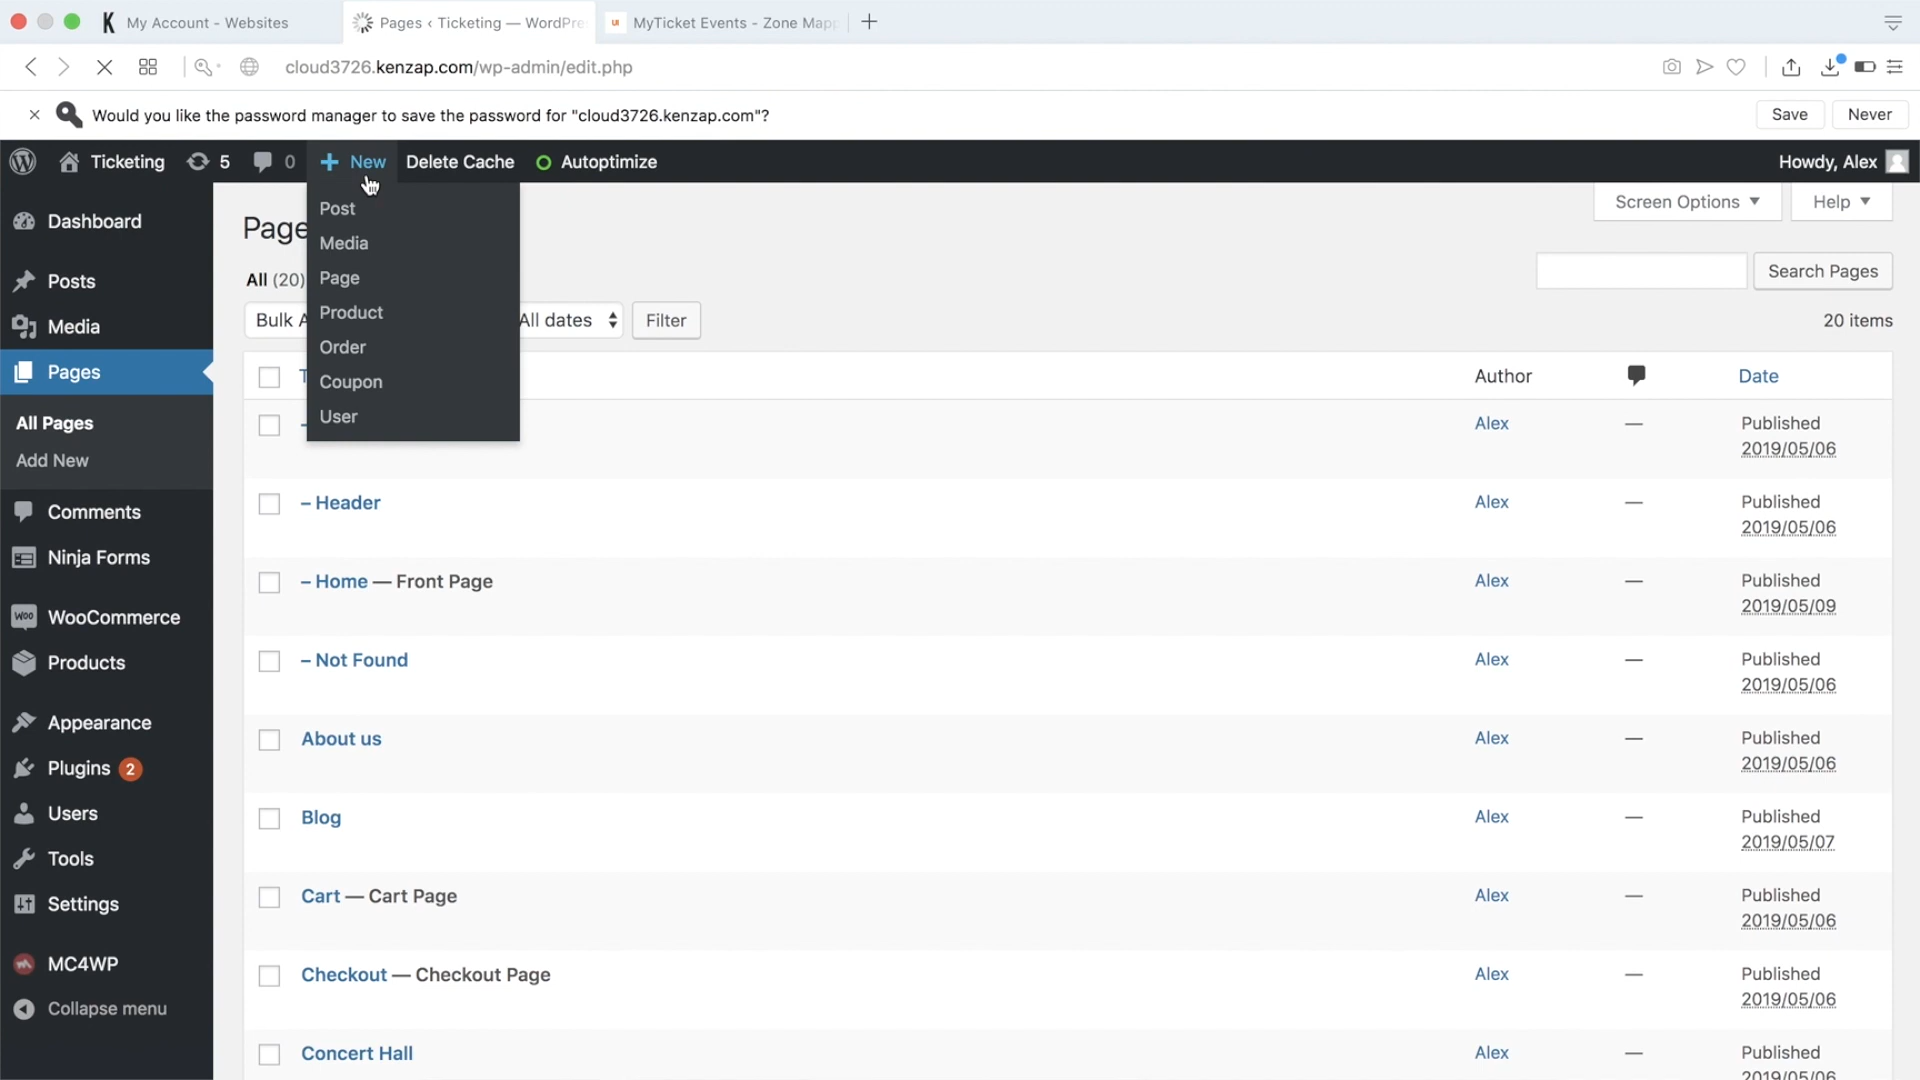 My Account - Websites
Pages ‹ Ticketing — WordPre
MyTicket Events - Zone Map
cloud3726.kenzap.com/wp-admin/edit.php
Would you like the password manager to save the password for "cloud3726.kenzap.com"?
Save
Never
Ticketing
5
0
New
Delete Cache
Autoptimize
Howdy, Alex
Post
Media
Page
Product
Order
Coupon
User
Dashboard
Posts
Media
Pages
All Pages
Add New
Comments
Ninja Forms
WooCommerce
Products
Appearance
Plugins 2
Users
Tools
Settings
MC4WP
Collapse menu
Page
Screen Options
Help
All (20)
Search Pages
Bulk A
All dates
Filter
20 items
T
Author
Date
–
Alex
—
Published
2019/05/06
– Header
Alex
—
Published
2019/05/06
– Home — Front Page
Alex
—
Published
2019/05/09
– Not Found
Alex
—
Published
2019/05/06
About us
Alex
—
Published
2019/05/06
Blog
Alex
—
Published
2019/05/07
Cart — Cart Page
Alex
—
Published
2019/05/06
Checkout — Checkout Page
Alex
—
Published
2019/05/06
Concert Hall
Alex
—
Published
2019/05/06